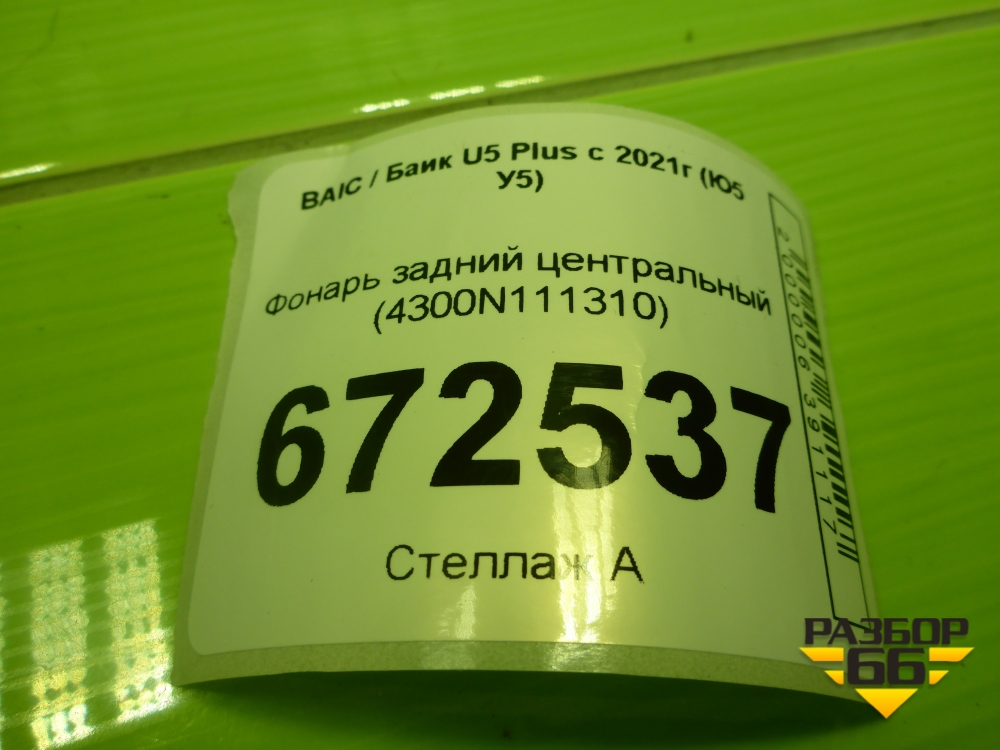 BAIC / Баик U5 Plus с 2021г (Ю5
У5)
Фонарь задний центральный
(4300N111310)
672537
Стеллаж А
2000006391117
РАЗБОР
66